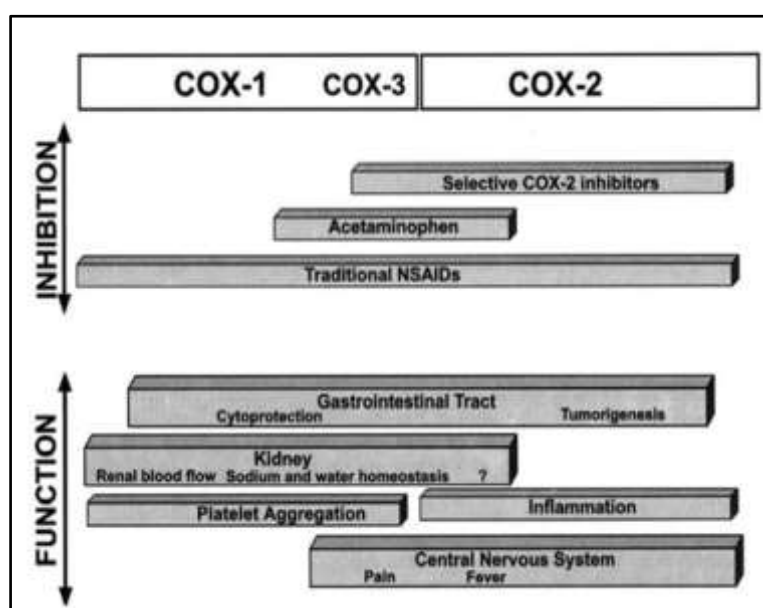 COX-1 COX-3 COX-2
INHIBITION
Selective COX-2 inhibitors
Acetaminophen
Traditional NSAIDs
FUNCTION
Gastrointestinal Tract
Cytoprotection Tumorigenesis
Kidney
Renal blood flow Sodium and water homeostasis ?
Platelet Aggregation Inflammation
Central Nervous System
Pain Fever